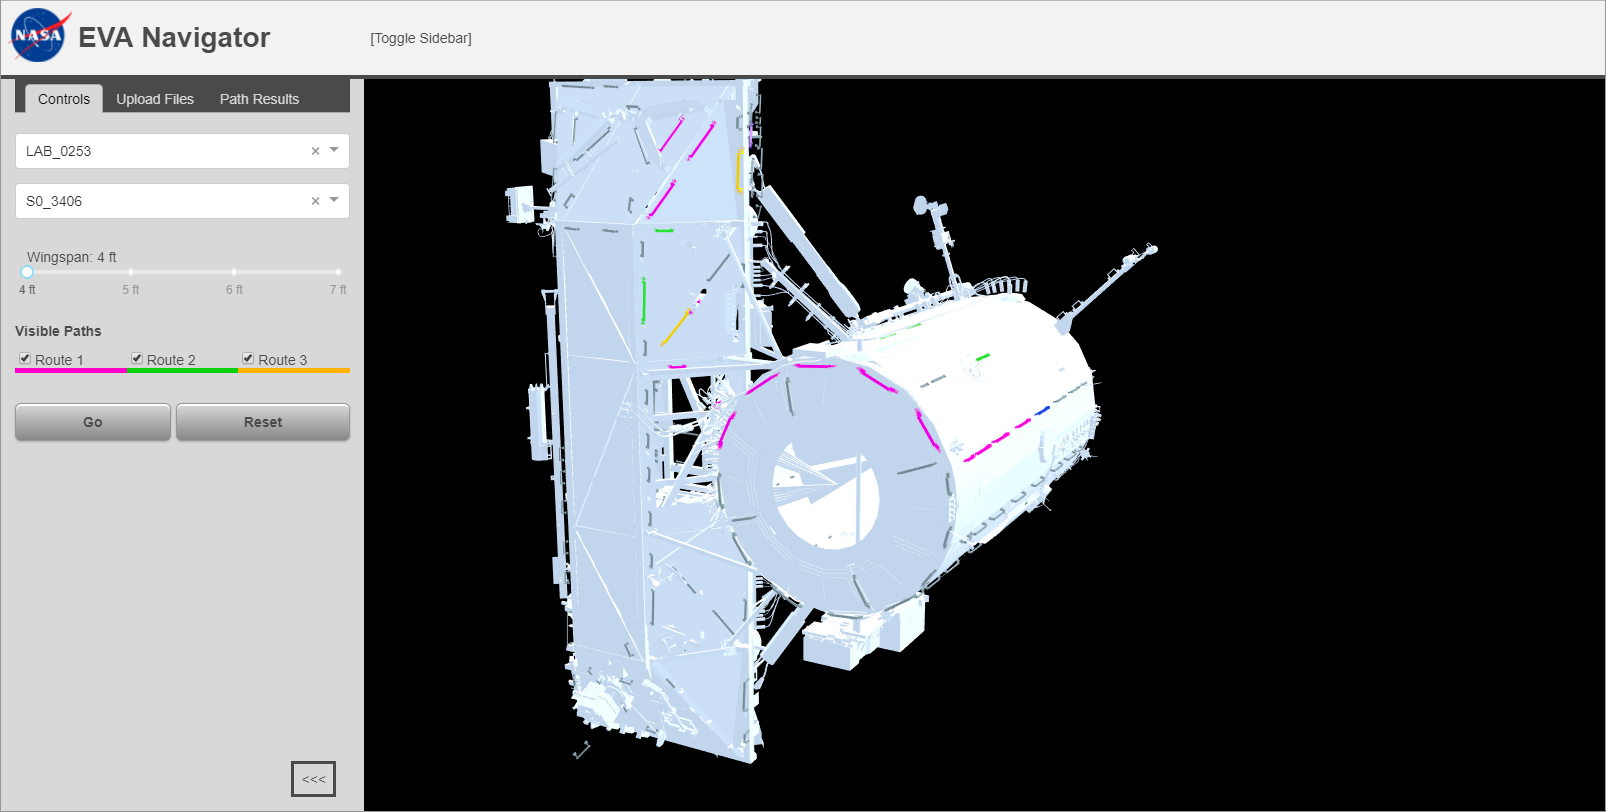 NASA
EVA Navigator
[Toggle Sidebar]
Controls Upload Files Path Results
LAB_0253 ×
S0_3406 ×
Wingspan: 4 ft
4 ft 5 ft 6 ft 7 ft
Visible Paths
Route 1 Route 2 Route 3
Go Reset
<<<